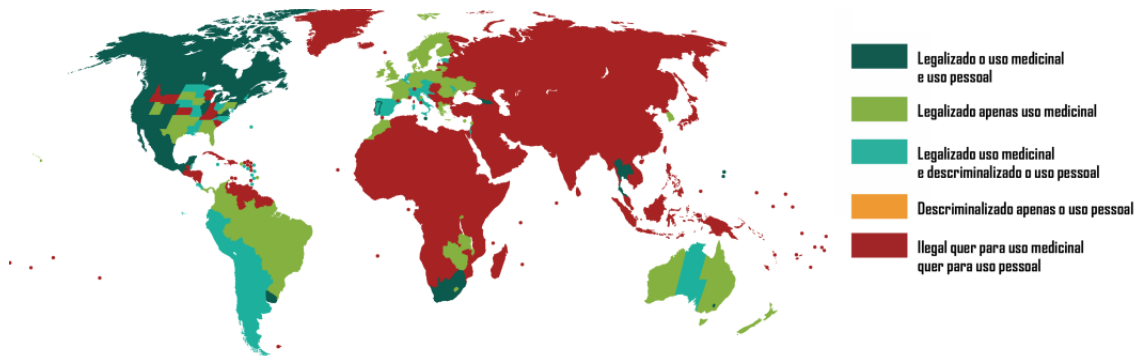 Legalizado o uso medicinal
e uso pessoal
Legalizado apenas uso medicinal
Legalizado uso medicinal
e descriminalizado o uso pessoal
Descriminalizado apenas o uso pessoal
Ilegal quer para uso medicinal
quer para uso pessoal